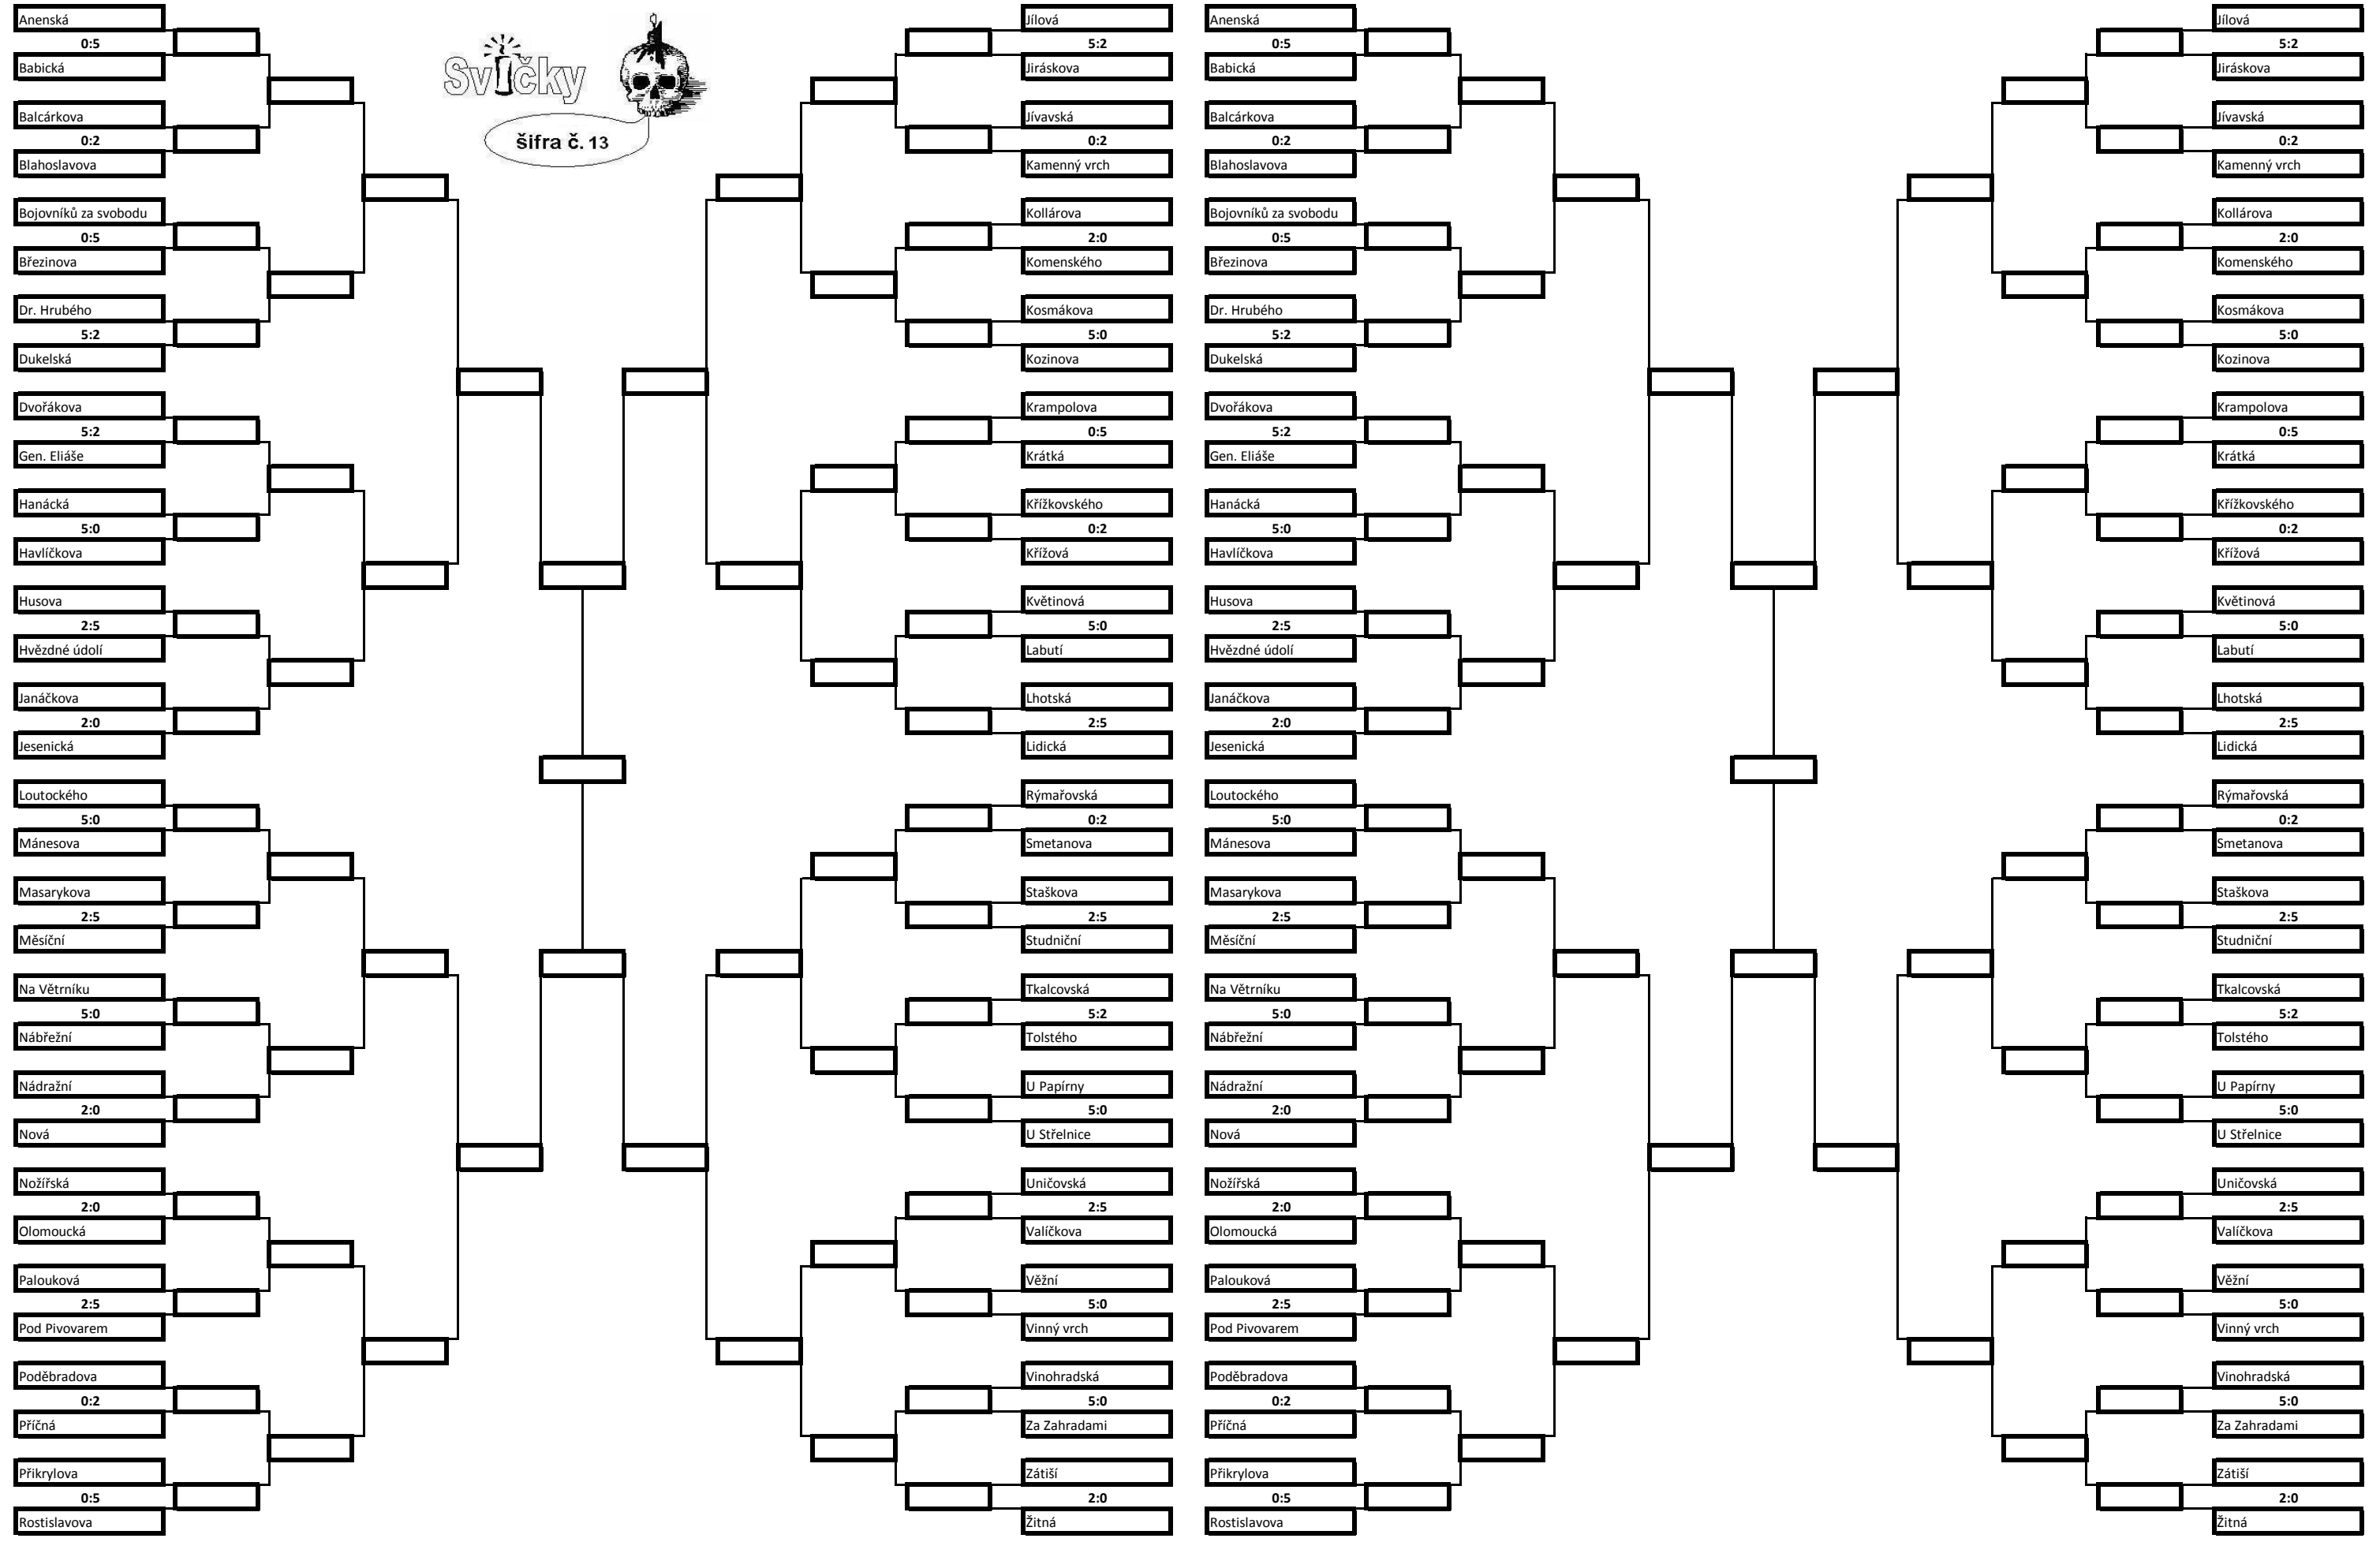 Anenská
0:5
Babická
Balcárkova
0:2
Blahoslavova
Bojovníků za svobodu
0:5
Březinova
Dr. Hrubého
5:2
Dukelská
Dvořákova
5:2
Gen. Eliáše
Hanácká
5:0
Havlíčkova
Husova
2:5
Hvězdné údolí
Janáčkova
2:0
Jesenická
Loutockého
5:0
Mánesova
Masarykova
2:5
Měsíční
Na Větrníku
5:0
Nábřežní
Nádražní
2:0
Nová
Nožířská
2:0
Olomoucká
Palouková
2:5
Pod Pivovarem
Poděbradova
0:2
Příčná
Přikrylova
0:5
Rostislavova
Svíčky
šifra č. 13
Jílová
5:2
Jiráskova
Jívavská
0:2
Kamenný vrch
Kollárova
2:0
Komenského
Kosmákova
5:0
Kozinova
Krampolova
0:5
Krátká
Křížkovského
0:2
Křížová
Květinová
5:0
Labutí
Lhotská
2:5
Lidická
Rýmařovská
0:2
Smetanova
Staškova
2:5
Studniční
Tkalcovská
5:2
Tolstého
U Papírny
5:0
U Střelnice
Uničovská
2:5
Valíčkova
Věžní
5:0
Vinný vrch
Vinohradská
5:0
Za Zahradami
Zátiší
2:0
Žitná
Anenská
0:5
Babická
Balcárkova
0:2
Blahoslavova
Bojovníků za svobodu
0:5
Březinova
Dr. Hrubého
5:2
Dukelská
Dvořákova
5:2
Gen. Eliáše
Hanácká
5:0
Havlíčkova
Husova
2:5
Hvězdné údolí
Janáčkova
2:0
Jesenická
Loutockého
5:0
Mánesova
Masarykova
2:5
Měsíční
Na Větrníku
5:0
Nábřežní
Nádražní
2:0
Nová
Nožířská
2:0
Olomoucká
Palouková
2:5
Pod Pivovarem
Poděbradova
0:2
Příčná
Přikrylova
0:5
Rostislavova
Jílová
5:2
Jiráskova
Jívavská
0:2
Kamenný vrch
Kollárova
2:0
Komenského
Kosmákova
5:0
Kozinova
Krampolova
0:5
Krátká
Křížkovského
0:2
Křížová
Květinová
5:0
Labutí
Lhotská
2:5
Lidická
Rýmařovská
0:2
Smetanova
Staškova
2:5
Studniční
Tkalcovská
5:2
Tolstého
U Papírny
5:0
U Střelnice
Uničovská
2:5
Valíčkova
Věžní
5:0
Vinný vrch
Vinohradská
5:0
Za Zahradami
Zátiší
2:0
Žitná